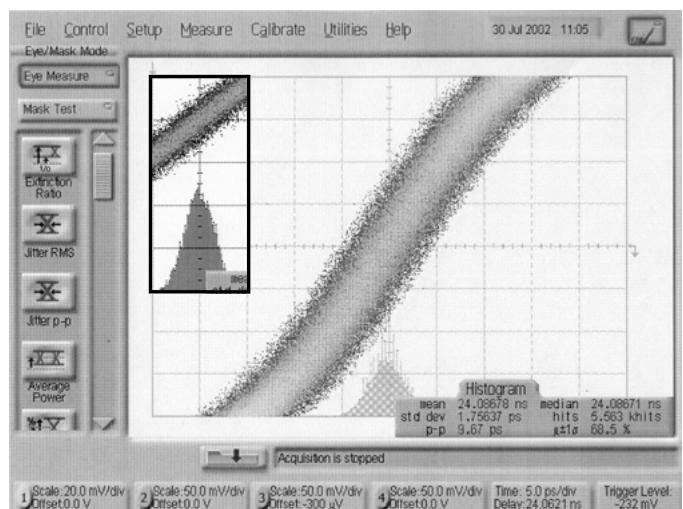 File Control Setup Measure Calibrate Utilities Help 30 Jul 2002 11:05
Eye/Mask Mode
Eye Measure
Mask Test
Extinction
Ratio
Jitter RMS
Jitter p-p
Average
Power
mea
Histogram
mean 24.08678 ns median 24.08671 ns
std dev 1.75637 ps hits 5.563 khits
p-p 9.67 ps μ±1σ 68.5 %
Acquisition is stopped
1 Scale:20.0 mV/div 2 Scale:50.0 mV/div 3 Scale:50.0 mV/div 4 Scale:50.0 mV/div Time: 5.0 ps/div Trigger Level:
Offset:0.0 V Offset:0.0 V Offset:-300 µV Offset:0.0 V Delay:24.0621 ns -232 mV